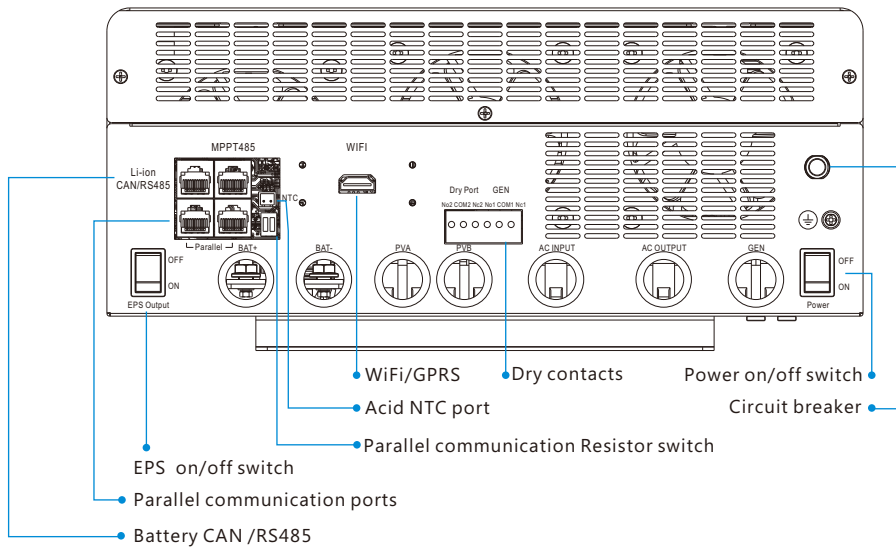 MPPT485
WIFI
Li-ion
CAN/RS485
NTC
Dry Port GEN
No2 COM2 Nc2 No1 COM1 Nc1
Parallel
BAT+
BAT-
PVA
PVB
AC INPUT
AC OUTPUT
GEN
OFF
ON
EPS Output
OFF
ON
Power
WiFi/GPRS
Dry contacts
Power on/off switch
Acid NTC port
Circuit breaker
Parallel communication Resistor switch
EPS on/off switch
Parallel communication ports
Battery CAN /RS485